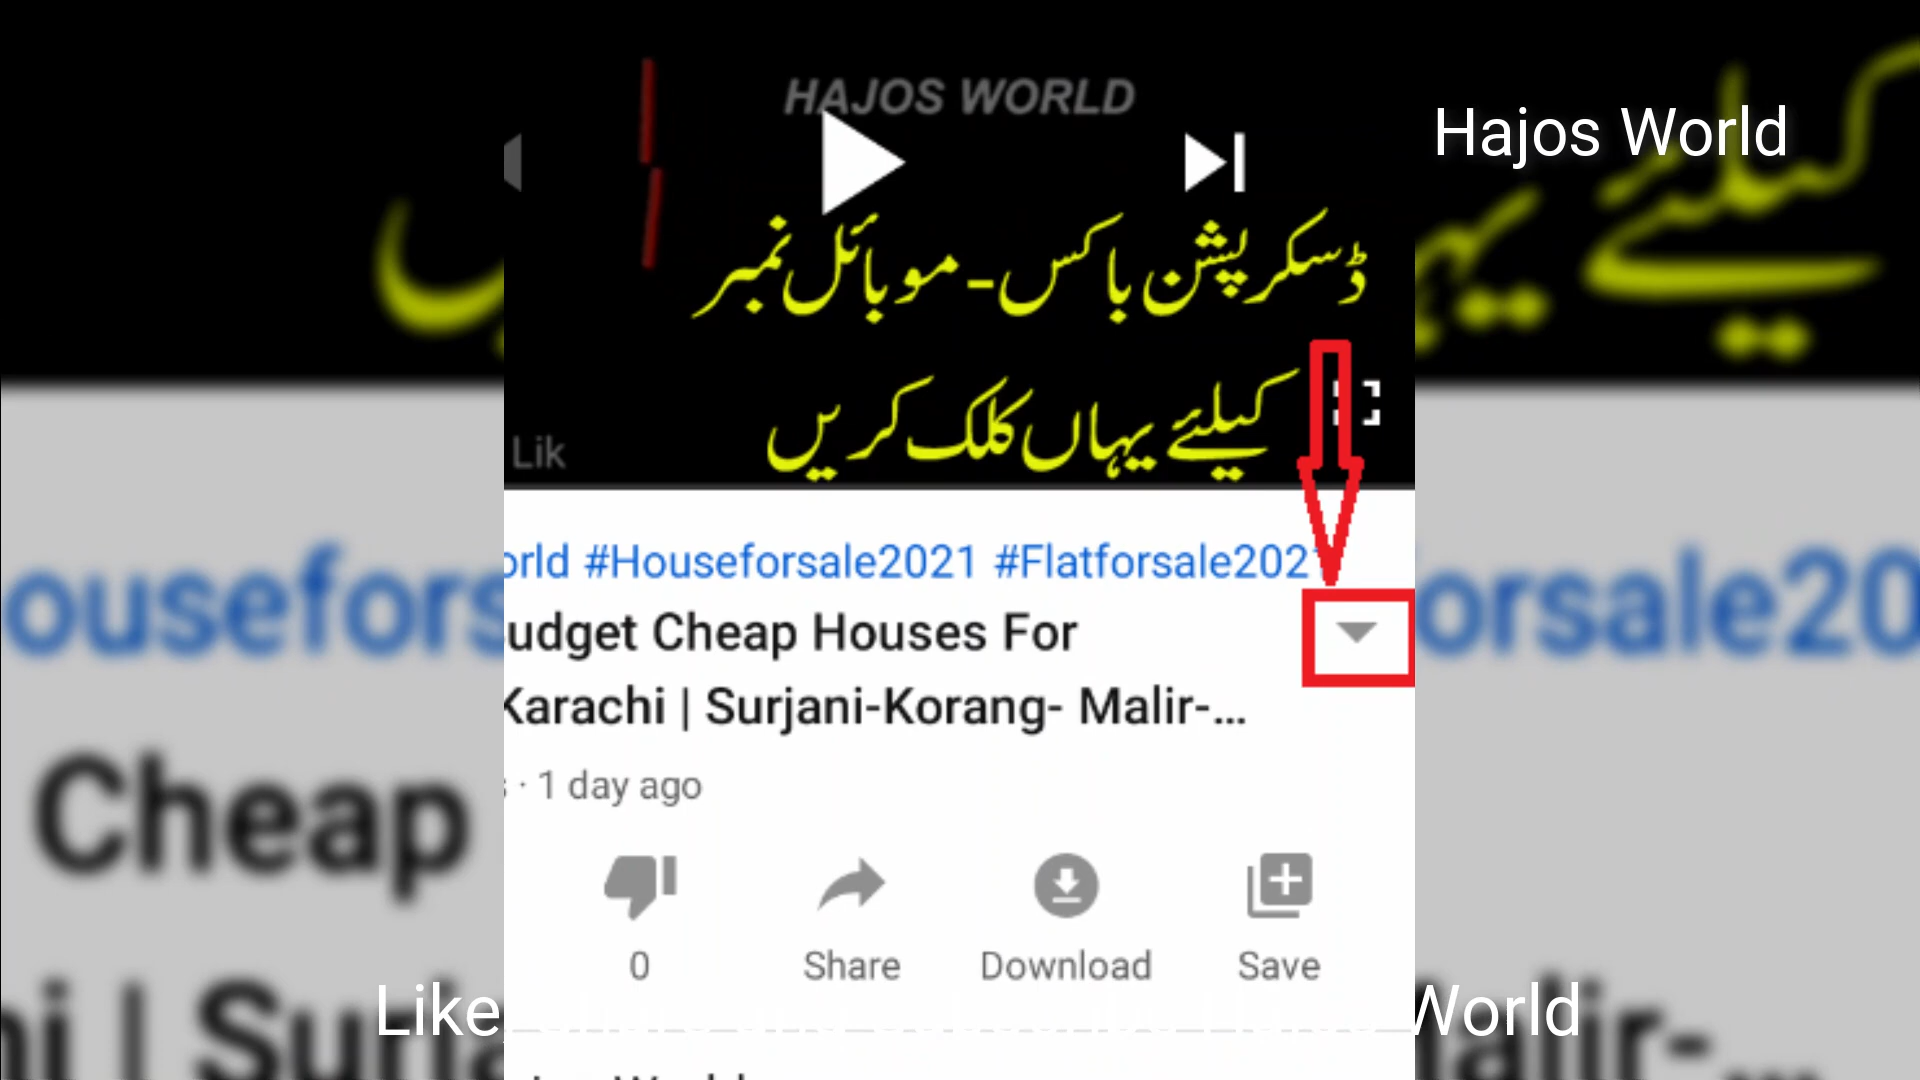 HAJOS WORLD
Hajos World
ڈسکرپشن باکس - موبائل نمبر
کیلئے یہاں کلک کریں
Lik
orld #Houseforsale2021 #Flatforsale202
udget Cheap Houses For
Karachi | Surjani-Korang- Malir-...
· 1 day ago
0
Share
Download
Save
Like, World